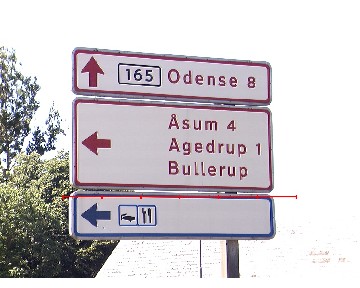 165 Odense 8
Åsum 4
Agedrup 1
Bullerup